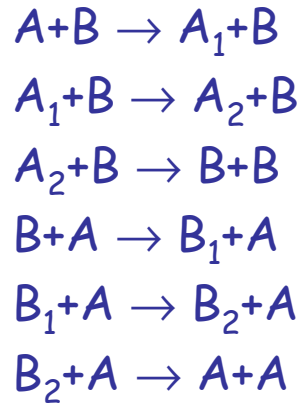 A+B → A₁+B
A₁+B → A₂+B
A₂+B → B+B
B+A → B₁+A
B₁+A → B₂+A
B₂+A → A+A